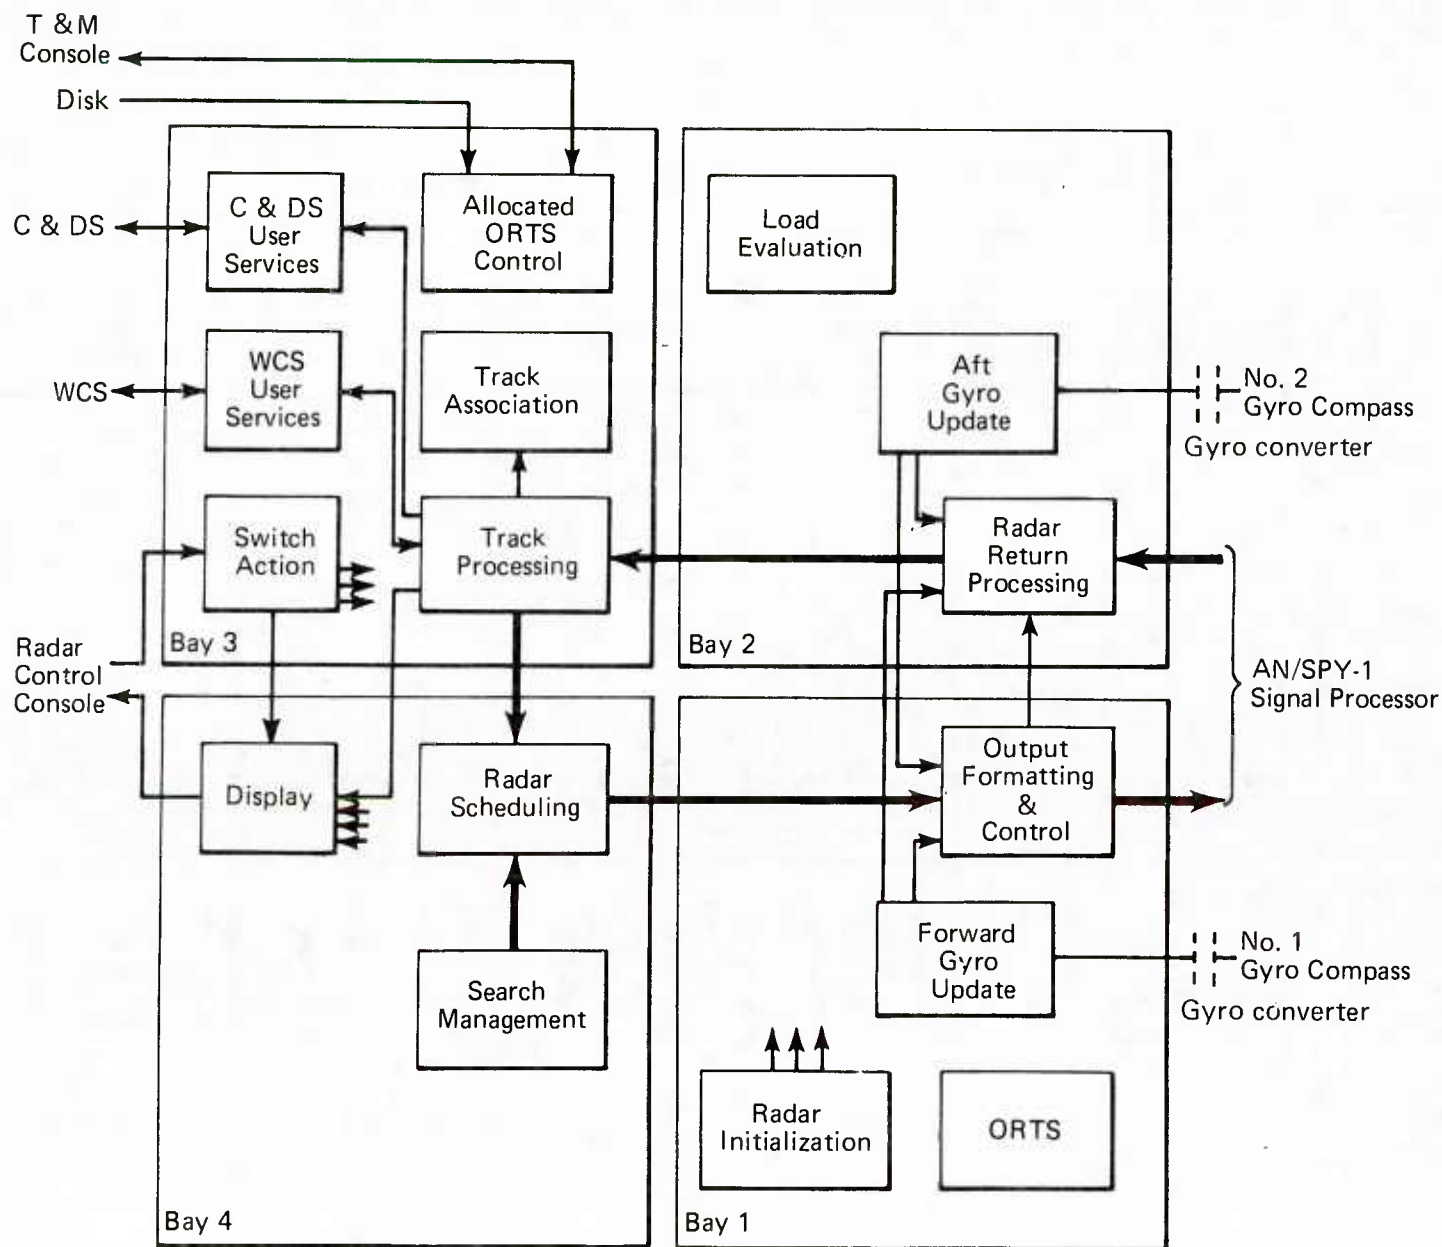 T & M
Console
Disk
C & DS
User
Services
Allocated
ORTS
Control
Load
Evaluation
C & DS
WCS
User
Services
Track
Association
Aft
Gyro
Update
WCS
No. 2
Gyro Compass
Gyro converter
Switch
Action
Track
Processing
Radar
Return
Processing
Bay 3
Bay 2
Radar
Control
Console
AN/SPY-1
Signal Processor
Display
Radar
Scheduling
Output
Formatting
&
Control
Search
Management
Forward
Gyro
Update
No. 1
Gyro Compass
Gyro converter
Radar
Initialization
ORTS
Bay 4
Bay 1